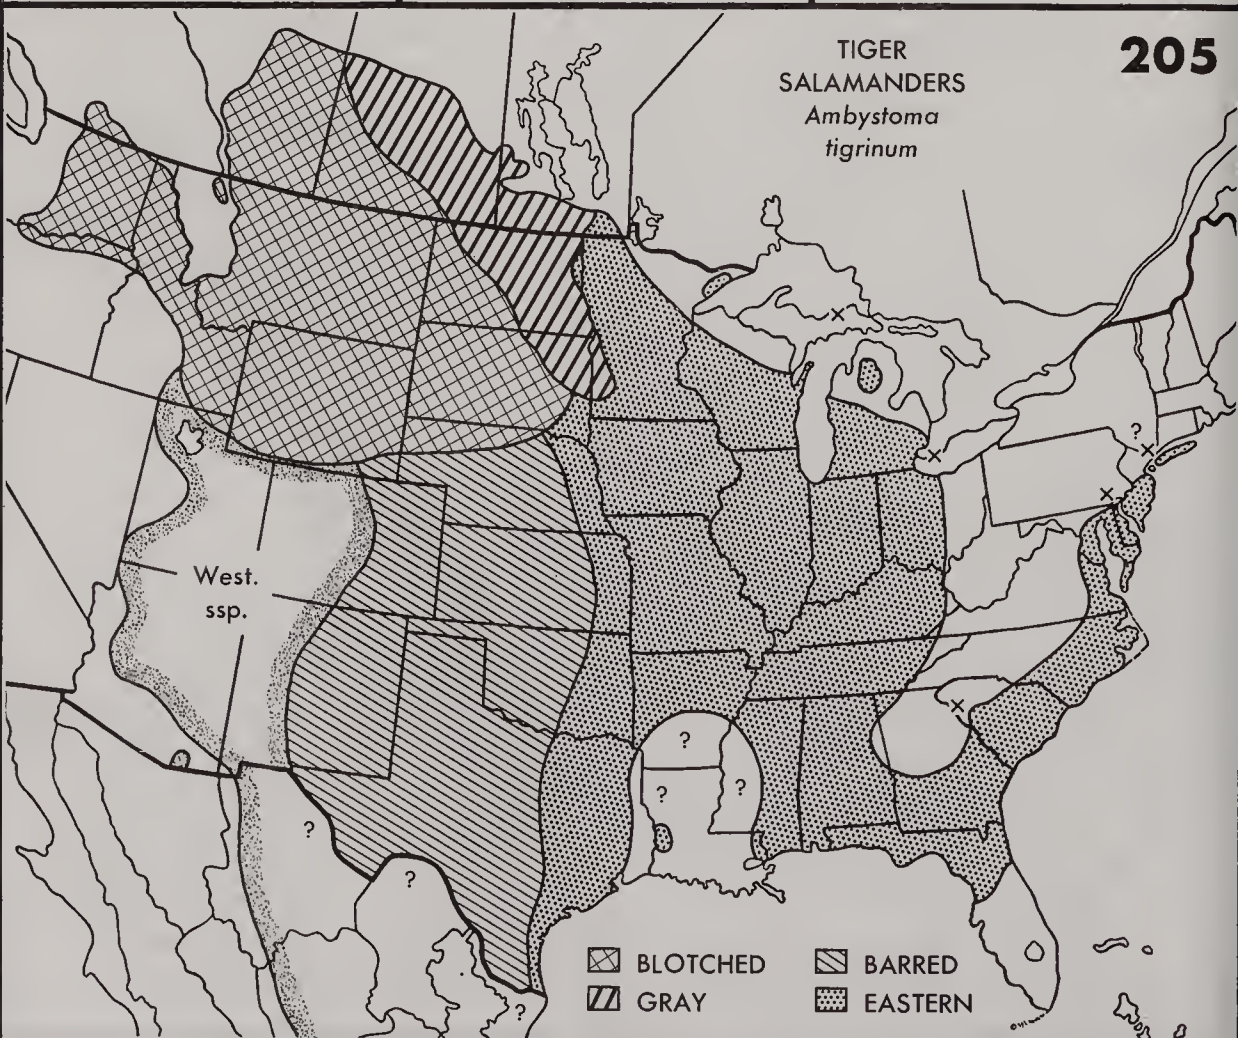 TIGER
SALAMANDERS
Ambystoma
tigrinum
205
?
West.
ssp.
?
?
?
?
?
?
BLOTCHED
BARRED
GRAY
EASTERN